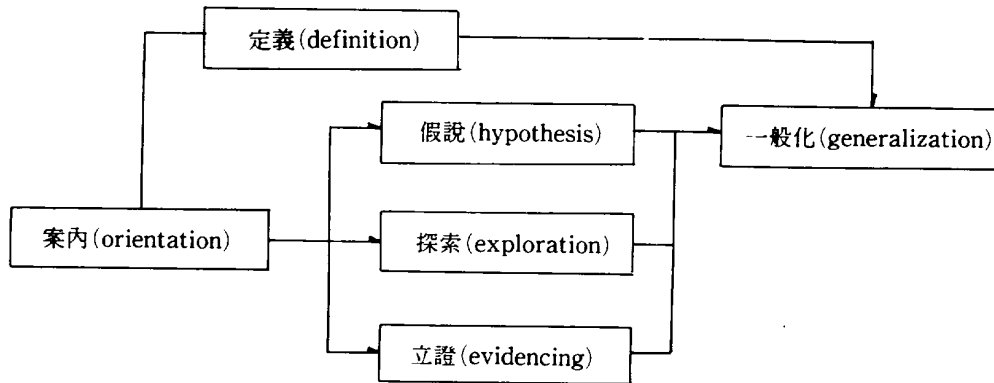 定義(definition)
假說(hypothesis)
一般化(generalization)
案內(orientation)
探索(exploration)
立證(evidencing)